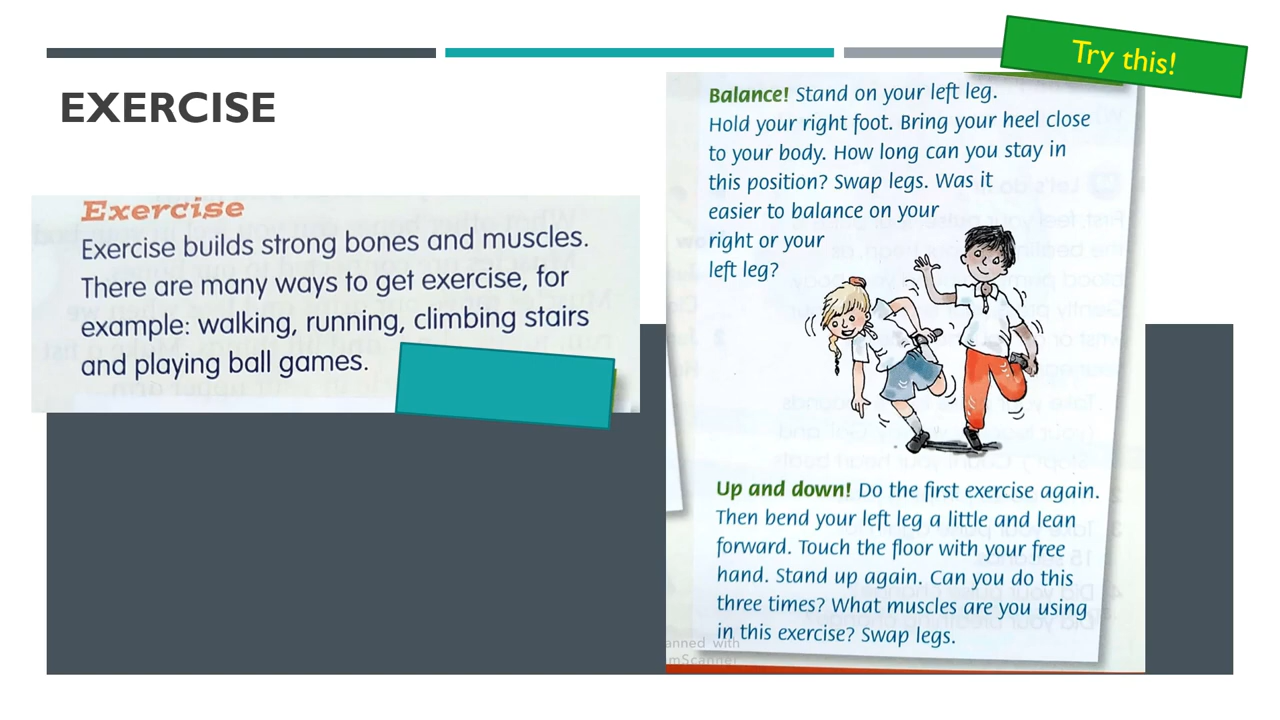 Try this!
EXERCISE
Exercise
Exercise builds strong bones and muscles.
There are many ways to get exercise, for
example: walking, running, climbing stairs
and playing ball games.
Balance! Stand on your left leg.
Hold your right foot. Bring your heel close
to your body. How long can you stay in
this position? Swap legs. Was it
easier to balance on your
right or your
left leg?
Up and down! Do the first exercise again.
Then bend your left leg a little and lean
forward. Touch the floor with your free
hand. Stand up again. Can you do this
three times? What muscles are you using
in this exercise? Swap legs.
anned with
mScanner